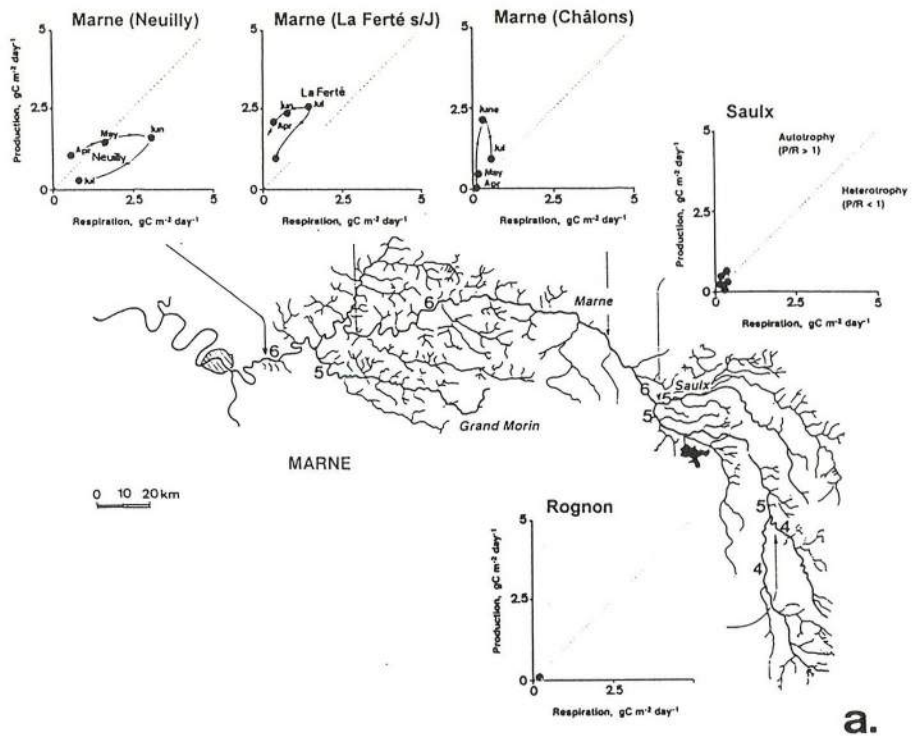 Marne (Neuilly)
Production, gC m⁻² day⁻¹
5
2.5
0
Apr
May
Jun
Neuilly
Jul
0
2.5
5
Respiration, gC m⁻² day⁻¹
Marne (La Ferté s/J)
Production, gC m⁻² day⁻¹
5
2.5
0
La Ferté
Jun
Jul
Apr
0
2.5
5
Respiration, gC m⁻² day⁻¹
Marne (Châlons)
Production, gC m⁻² day⁻¹
5
2.5
0
June
Jul
May
Apr
0
2.5
5
Respiration, gC m⁻² day⁻¹
Saulx
Production, gC m⁻² day⁻¹
5
2.5
0
Autotrophy
(P/R > 1)
Heterotrophy
(P/R < 1)
0
2.5
5
Respiration, gC m⁻² day⁻¹
6
Marne
6
5
6
Saulx
5
5
Grand Morin
MARNE
0 10 20 km
5
4
4
Rognon
Production, gC m⁻² day⁻¹
5
2.5
0
0
2.5
Respiration, gC m⁻² day⁻¹
a.